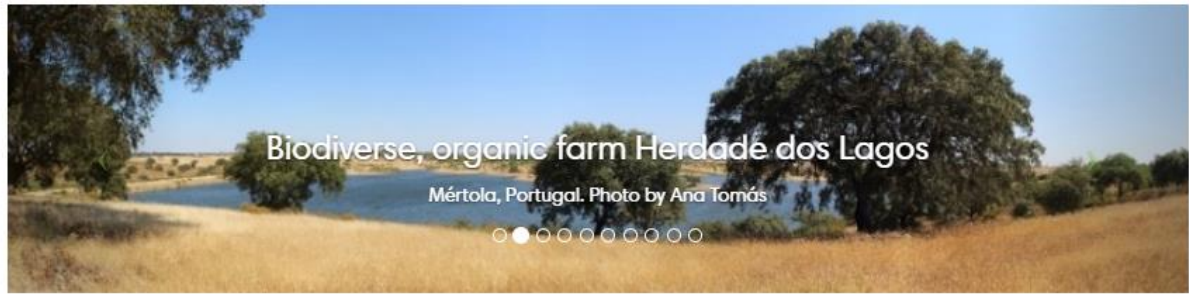 Biodiverse, organic farm Herdade dos Lagos
Mértola, Portugal. Photo by Ana Tomás